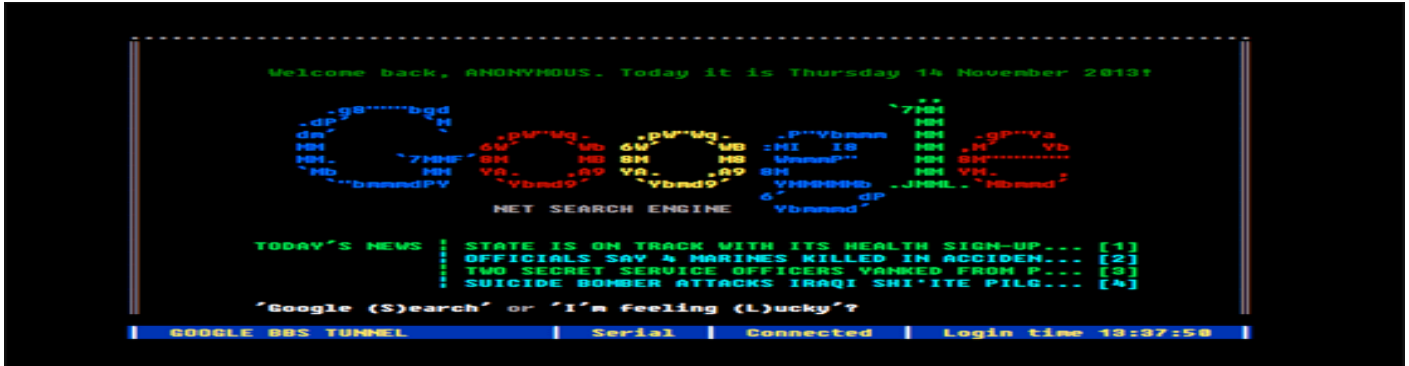 Welcome back, ANONYMOUS. Today it is Thursday 14 November 2013!
Google
NET SEARCH ENGINE
TODAY'S NEWS | STATE IS ON TRACK WITH ITS HEALTH SIGN-UP... [1]
| OFFICIALS SAY 4 MARINES KILLED IN ACCIDEN... [2]
| TWO SECRET SERVICE OFFICERS YANKED FROM P... [3]
| SUICIDE BOMBER ATTACKS IRAQI SHI'ITE PILG... [4]
'Google (S)earch' or 'I'm feeling (L)ucky'?
GOOGLE BBS TUNNEL | Serial | Connected | Login time 13:37:50